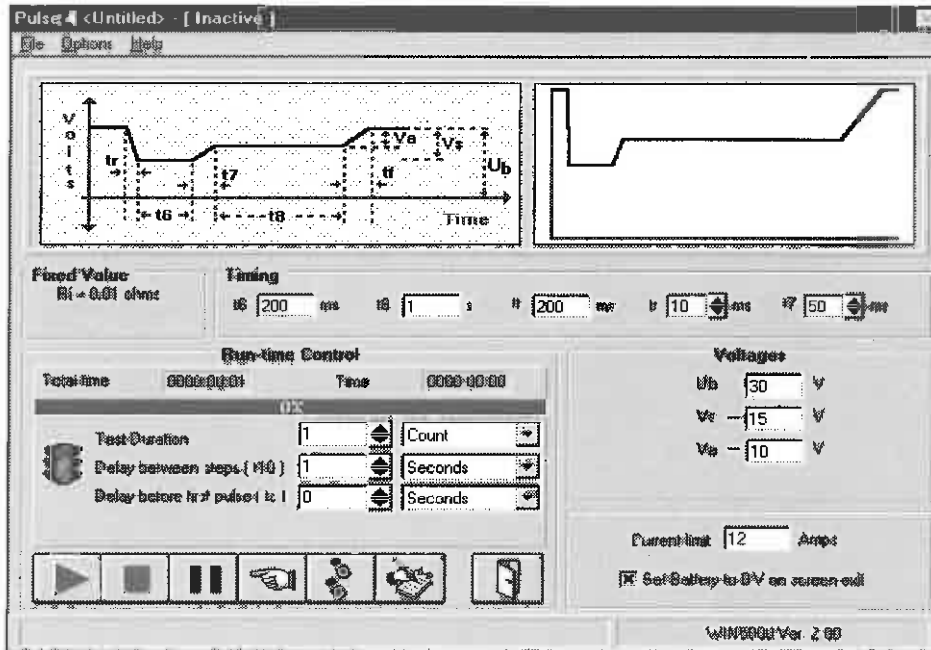 Pulse 4 <Untitled> - [ Inactive ]
File Options Help
Volts
tr
t6
t7
t8
tf
Va
Vs
Ub
Time
Fixed Value
Ri = 0.01 ohms
Timing
t6 200 ms t8 1 s tf 200 ms tr 10 ms t7 50 ms
Run-time Control
Total-time 0000:00:01 Time 0000:00:00
0%
Test Duration 1 Count
Delay between steps ( t10 ) 1 Seconds
Delay before first pulse ( tc ) 0 Seconds
Voltages
Ub 30 V
Vs - 15 V
Va - 10 V
Current limit 12 Amps
Set Battery to 0V on screen exit
WIN5000 Ver. 2.00